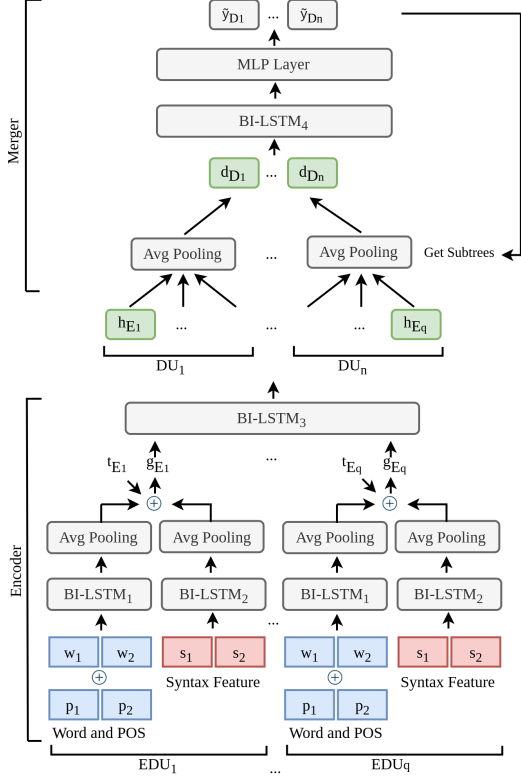 ỹD1 ... ỹDn
MLP Layer
BI-LSTM4
dD1 ... dDn
Merger
Avg Pooling ... Avg Pooling Get Subtrees
hE1 ... ... ... hEq
DU1 DUn
BI-LSTM3
tE1 gE1 ... tEq gEq
+ +
Avg Pooling Avg Pooling Avg Pooling Avg Pooling
Encoder
BI-LSTM1 BI-LSTM2 BI-LSTM1 BI-LSTM2
...
w1 w2 s1 s2 w1 w2 s1 s2
+ Syntax Feature + Syntax Feature
p1 p2 p1 p2
Word and POS Word and POS
EDU1 ... EDUq